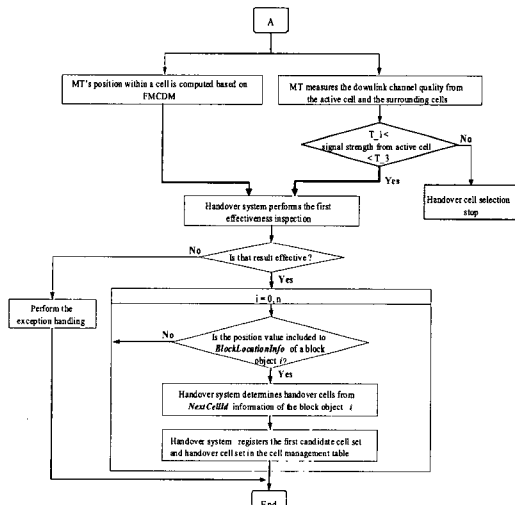 A
MT's position within a cell is computed based on
FMCDM
MT measures the downlink channel quality from
the active cell and the surrounding cells
T_i <
signal strength from active cell
< T_3
No
Yes
Handover cell selection
stop
Handover system performs the first
effectiveness inspection
No
Is that result effective ?
Yes
Perform the
exception handling
i = 0, n
No
Is the position value included to
BlockLocationInfo of a block
object i?
Yes
Handover system determines handover cells from
NextCellId information of the block object i
Handover system registers the first candidate cell set
and handover cell set in the cell management table
End